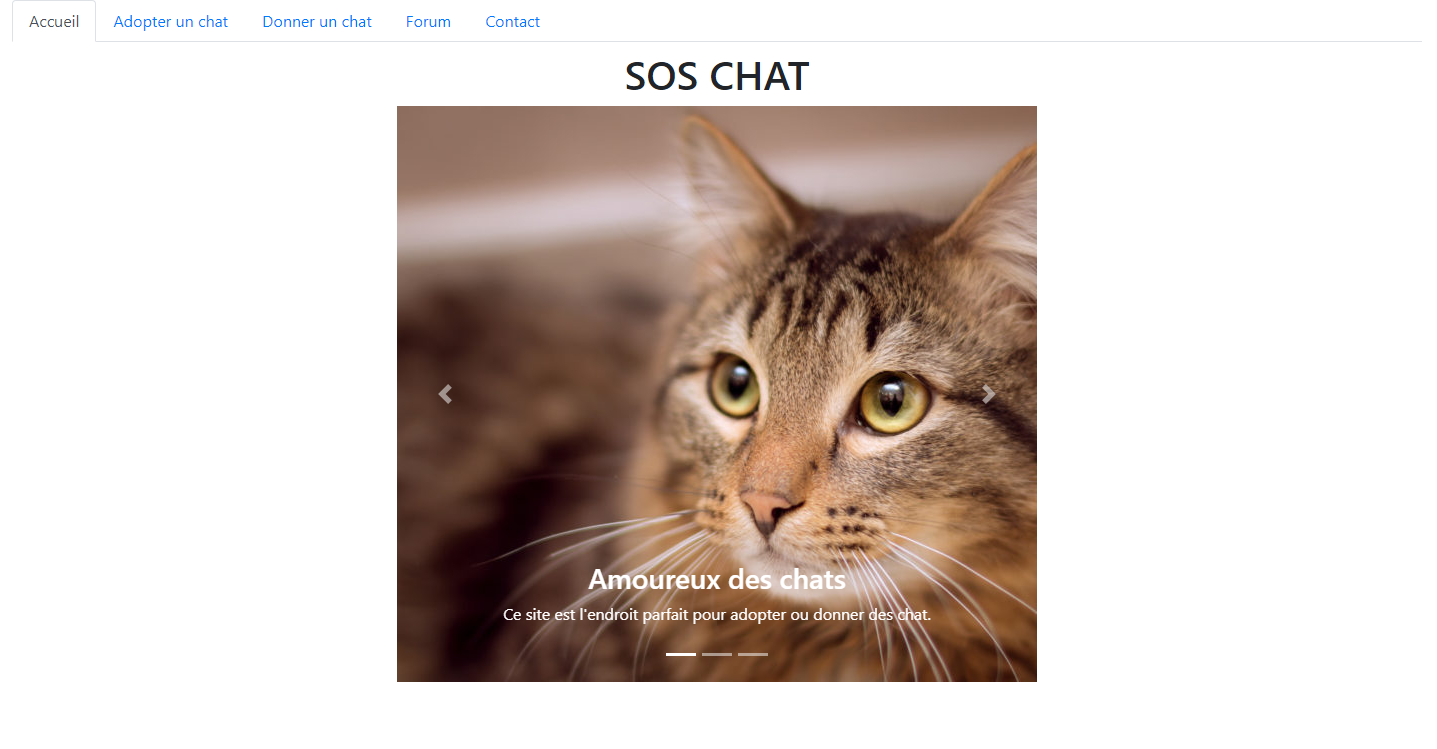 Accueil Adopter un chat Donner un chat Forum Contact
SOS CHAT
Amoureux des chats
Ce site est l'endroit parfait pour adopter ou donner des chat.